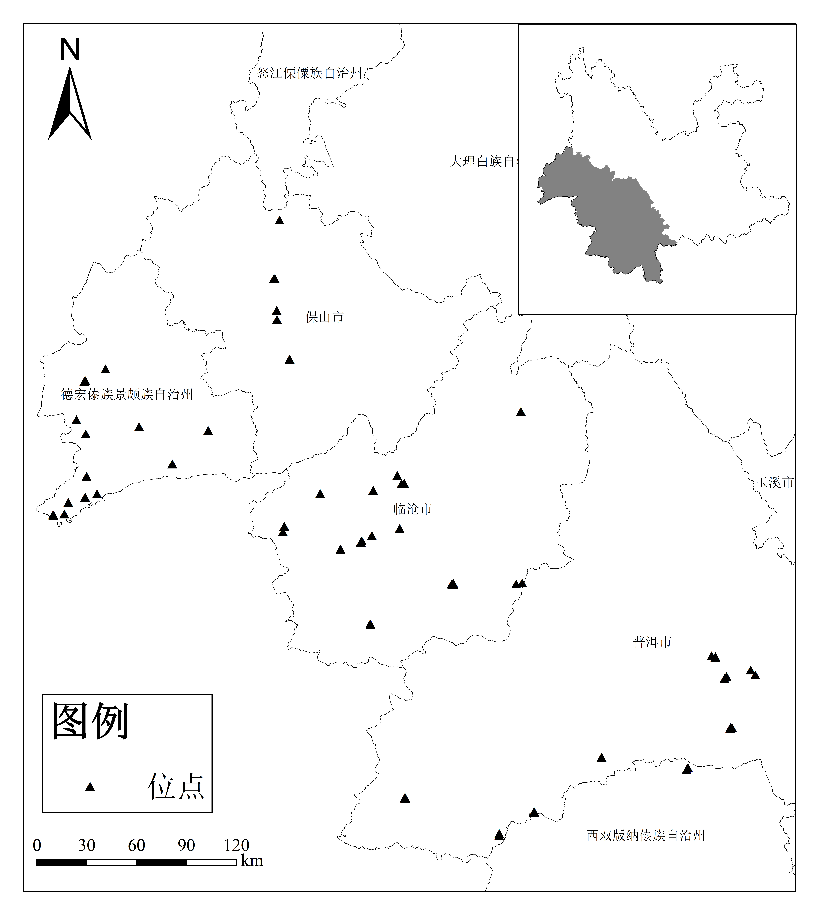 N
怒江傈僳族自治州
大理白族自
保山市
德宏傣族景颇族自治州
玉溪市
临沧市
普洱市
图例
位点
西双版纳傣族自治州
0 30 60 90 120
km